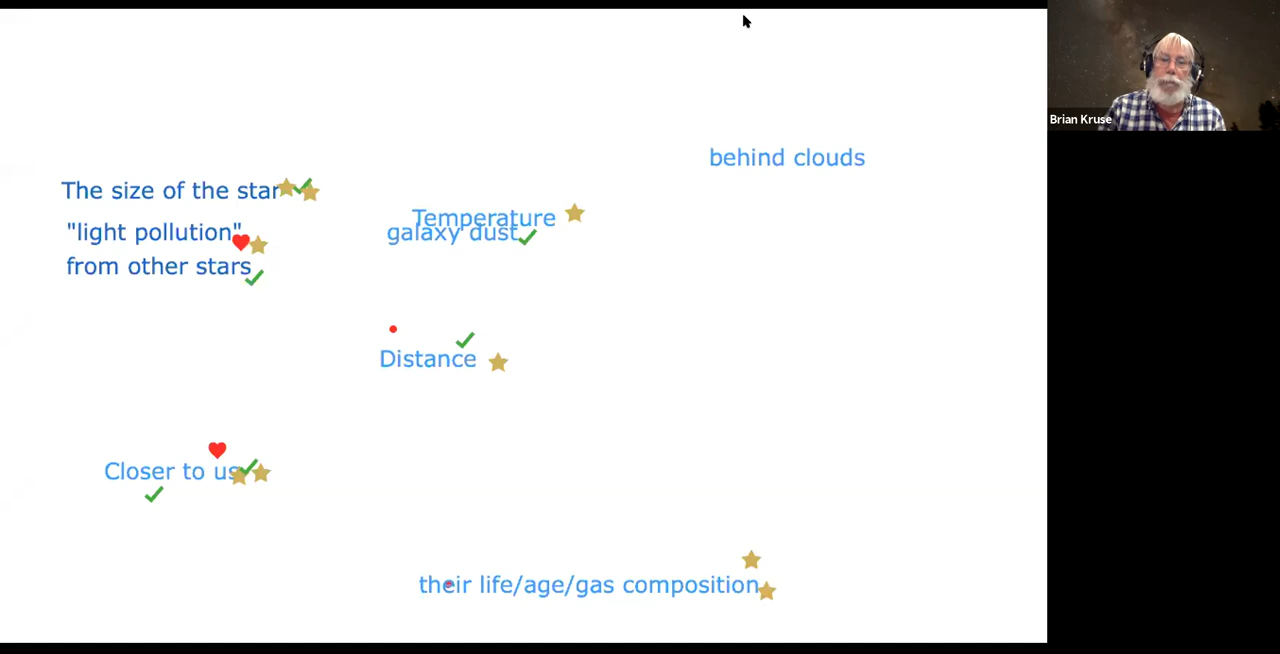 Brian Kruse
behind clouds
The size of the star
Temperature
"light pollution"
from other stars
galaxy dust
Distance
Closer to us
their life/age/gas composition